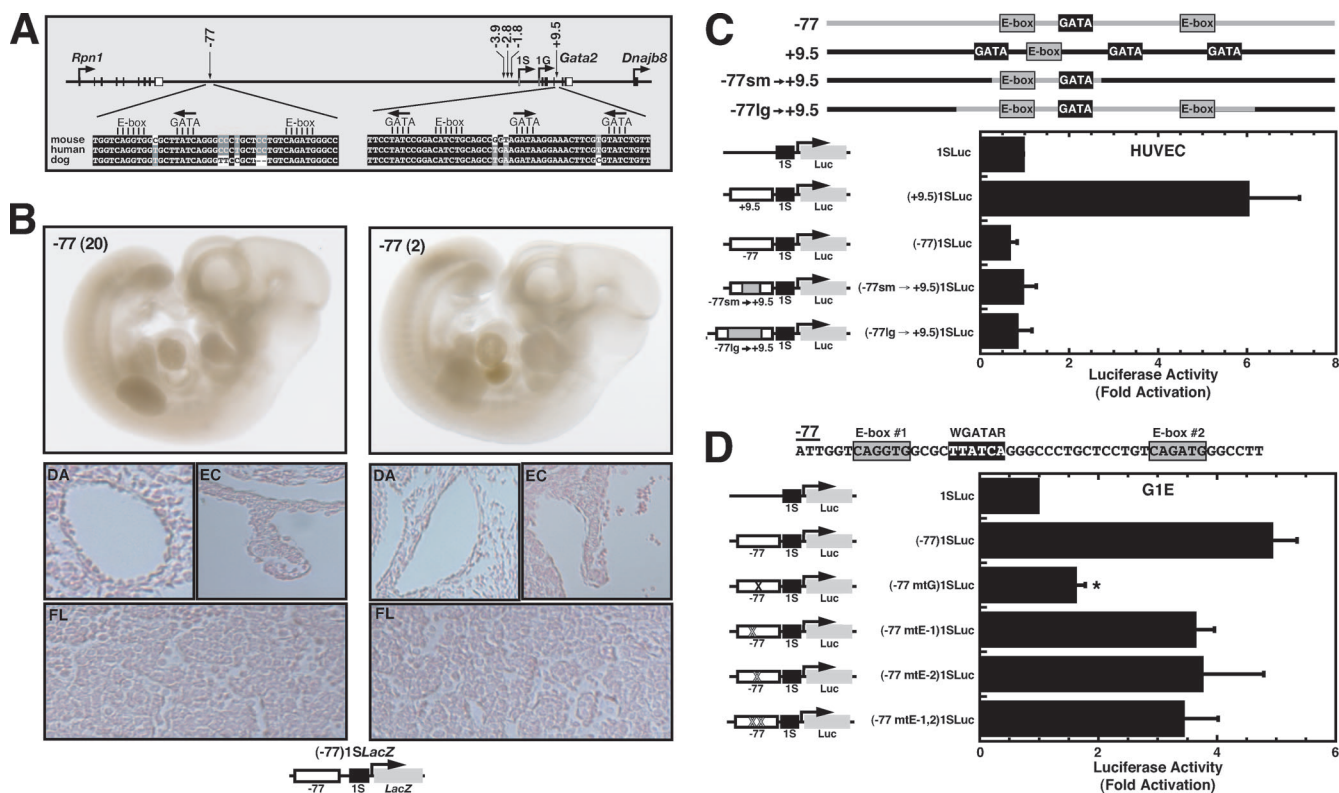 A
Rpn1
-77
-3.9
-2.8
-1.8
+9.5
1S 1G Gata2
Dnajb8
E-box GATA E-box
GATA E-box GATA GATA
mouse
human
dog
B
-77 (20)
-77 (2)
DA
EC
DA
EC
FL
FL
(-77)1SLacZ
-77 1S LacZ
C
-77
E-box GATA E-box
+9.5
GATA E-box GATA GATA
-77sm→+9.5
E-box GATA
-77lg→+9.5
E-box GATA E-box
HUVEC
1S Luc
1SLuc
+9.5 1S Luc
(+9.5)1SLuc
-77 1S Luc
(-77)1SLuc
-77sm→+9.5 1S Luc
(-77sm → +9.5)1SLuc
-77lg→+9.5 1S Luc
(-77lg → +9.5)1SLuc
0 2 4 6 8
Luciferase Activity
(Fold Activation)
D
-77 E-box #1 WGATAR E-box #2
ATTGGTCAGGTGGCGCTTATCAGGGCCCTGCTCCTGTCAGATGGGCCTT
G1E
1S Luc
1SLuc
-77 1S Luc
(-77)1SLuc
-77 1S Luc
(-77 mtG)1SLuc
*
-77 1S Luc
(-77 mtE-1)1SLuc
-77 1S Luc
(-77 mtE-2)1SLuc
-77 1S Luc
(-77 mtE-1,2)1SLuc
0 2 4 6
Luciferase Activity
(Fold Activation)